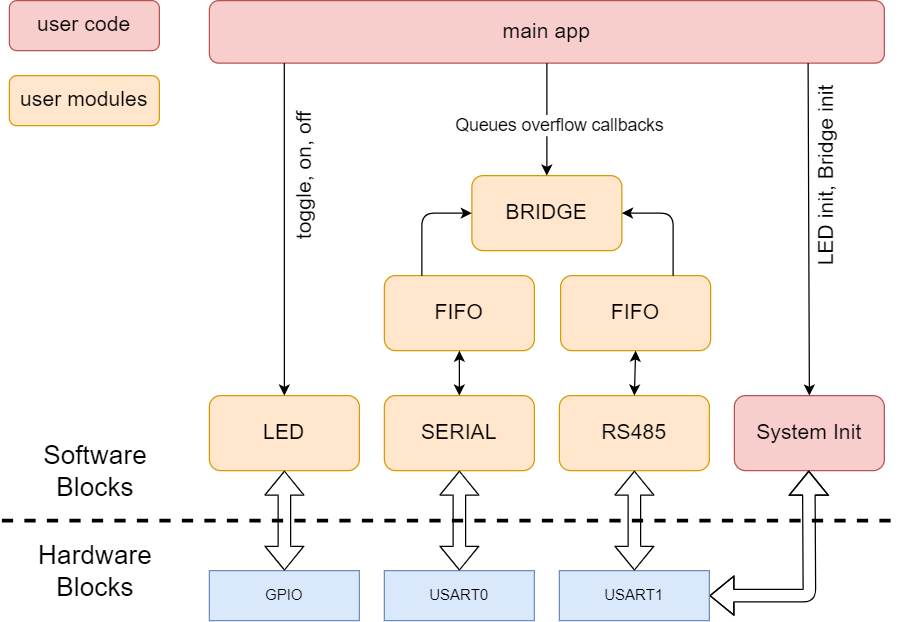 user code
main app
user modules
toggle, on, off
Queues overflow callbacks
LED init, Bridge init
BRIDGE
FIFO
FIFO
LED
SERIAL
RS485
System Init
Software
Blocks
Hardware
Blocks
GPIO
USART0
USART1